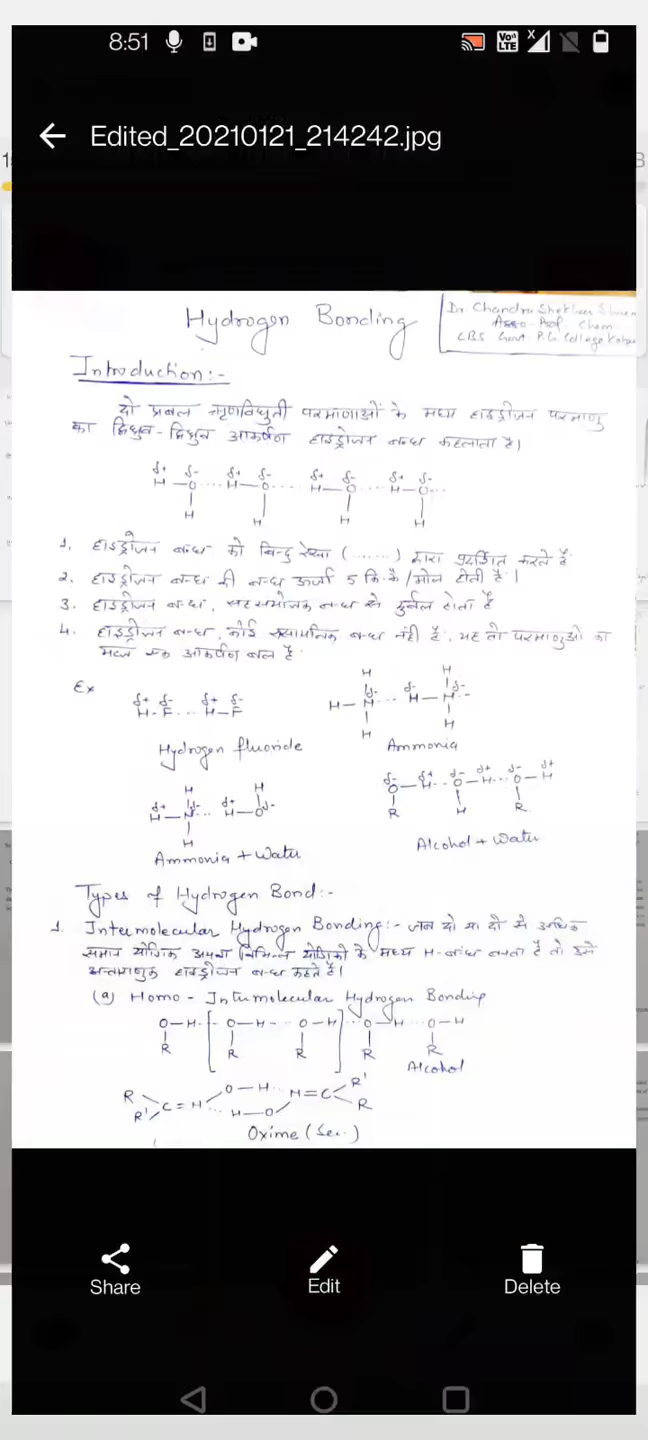 8:51
Vo))
LTE
X
Edited_20210121_214242.jpg
Hydrogen Bonding
Dr. Chandra Shekhar
Asso-Prof. Chem-
LBS Govt P.G. College
Introduction:-
दो प्रबल ऋणविधुती परमाणाओं के मध्य हाइड्रोजन परमाणु
का द्विध्रुव-द्विध्रुव आकर्षण हाइड्रोजन बन्ध कहलाता है।
δ+ δ- δ+ δ- δ+ δ- δ+ δ-
H—O ..... H—O ..... H—O .... H—O...
H H H H
1. हाइड्रोजन बन्ध को बिन्दु रेखा (......) द्वारा प्रदर्शित करते हैं
2. हाइड्रोजन बन्ध की बन्ध ऊर्जा 5 कि.कै/मोल होती है।
3. हाइड्रोजन बन्ध, सहसंयोजक बन्ध से दुर्बल होता है
4. हाइड्रोजन बन्ध, कोई रासायनिक बन्ध नहीं है, यह तो परमाणुओं का
मध्य एक आकर्षण बल है
Ex
δ+ δ- δ+ δ-
H-F...H-F
Hydrogen fluoride
H H
δ- δ- δ-
H—N... H—N...
H H
Ammonia
H H
δ+ δ- δ+ δ-
H—N... H—O
H
Ammonia + Water
δ- δ+ δ- δ+ δ- δ+
O—H...O—H...O—H
R H R
Alcohol + Water
Types of Hydrogen Bond:-
1. Intermolecular Hydrogen Bonding:- जब दो या दो से अधिक
समान योगिक अथवा विभिन्न योगिकों के मध्य H-बन्ध बनता है तो इसे
अन्तराणुक हाइड्रोजन बन्ध कहते हैं।
(a) Homo-Intermolecular Hydrogen Bonding
O—H...[O—H...O—H]...O—H...O—H
R R R R R
Alcohol
R R' C=N O—H... N=C R' R
...H—O
Oxime (Sec.)
Share
Edit
Delete